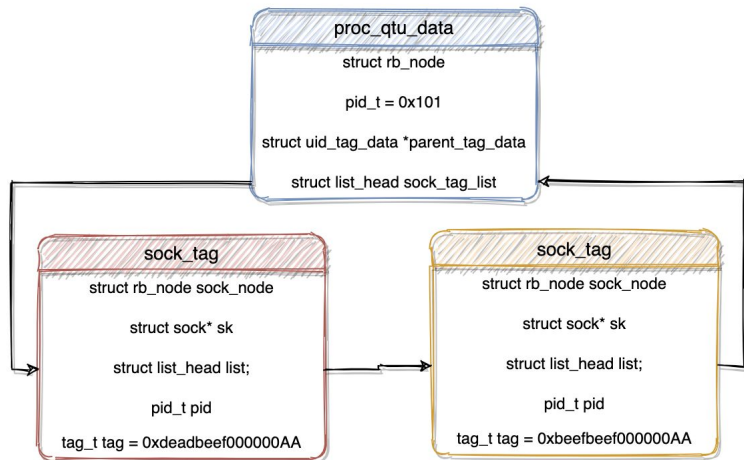 proc_qtu_data
struct rb_node
pid_t = 0x101
struct uid_tag_data *parent_tag_data
struct list_head sock_tag_list
sock_tag
struct rb_node sock_node
struct sock* sk
struct list_head list;
pid_t pid
tag_t tag = 0xdeadbeef000000AA
sock_tag
struct rb_node sock_node
struct sock* sk
struct list_head list;
pid_t pid
tag_t tag = 0xbeefbeef000000AA